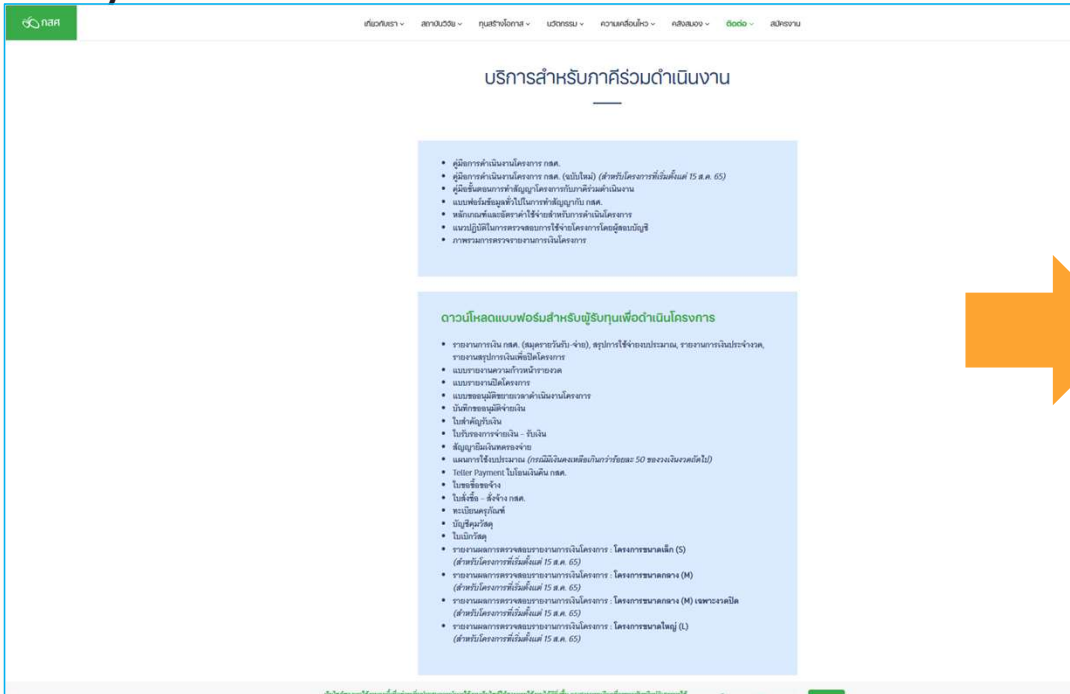 กสศ
เกี่ยวกับเรา สถาบันวิจัย ทุนสร้างโอกาส นวัตกรรม ความเคลื่อนไหว คลังสมอง ติดต่อ สมัครงาน
บริการสำหรับภาคีร่วมดำเนินงาน
• คู่มือการดำเนินงานโครงการ กสศ.
• คู่มือการดำเนินงานโครงการ กสศ. (ฉบับใหม่) (สำหรับโครงการที่เริ่มตั้งแต่ 15 ส.ค. 65)
• คู่มือขั้นตอนการทำสัญญาโครงการกับภาคีร่วมดำเนินงาน
• แบบฟอร์มข้อมูลทั่วไปในการทำสัญญากับ กสศ.
• หลักเกณฑ์และอัตราค่าใช้จ่ายสำหรับการดำเนินโครงการ
• แนวปฏิบัติในการตรวจสอบการใช้จ่ายโครงการโดยผู้สอบบัญชี
• ภาพรวมการตรวจรายงานการเงินโครงการ
ดาวน์โหลดแบบฟอร์มสำหรับผู้รับทุนเพื่อดำเนินโครงการ
• รายงานการเงิน กสศ. (สมุดรายวันรับ-จ่าย), สรุปการใช้จ่ายงบประมาณ, รายงานการเงินประจำงวด,
รายงานสรุปการเงินเพื่อปิดโครงการ
• แบบรายงานความก้าวหน้ารายงวด
• แบบรายงานปิดโครงการ
• แบบขออนุมัติขยายเวลาดำเนินงานโครงการ
• บันทึกขออนุมัติจ่ายเงิน
• ใบสำคัญรับเงิน
• ใบรับรองการจ่ายเงิน – รับเงิน
• สัญญายืมเงินทดรองจ่าย
• แผนการใช้งบประมาณ (กรณีมีเงินคงเหลือเกินกว่าร้อยละ 50 ของวงเงินงวดถัดไป)
• Teller Payment ใบโอนเงินคืน กสศ.
• ใบขอซื้อขอจ้าง
• ใบสั่งซื้อ – สั่งจ้าง กสศ.
• ทะเบียนครุภัณฑ์
• บัญชีคุมวัสดุ
• ใบเบิกวัสดุ
• รายงานผลการตรวจสอบรายงานการเงินโครงการ : โครงการขนาดเล็ก (S)
(สำหรับโครงการที่เริ่มตั้งแต่ 15 ส.ค. 65)
• รายงานผลการตรวจสอบรายงานการเงินโครงการ : โครงการขนาดกลาง (M)
(สำหรับโครงการที่เริ่มตั้งแต่ 15 ส.ค. 65)
• รายงานผลการตรวจสอบรายงานการเงินโครงการ : โครงการขนาดกลาง (M) เฉพาะงวดปิด
(สำหรับโครงการที่เริ่มตั้งแต่ 15 ส.ค. 65)
• รายงานผลการตรวจสอบรายงานการเงินโครงการ : โครงการขนาดใหญ่ (L)
(สำหรับโครงการที่เริ่มตั้งแต่ 15 ส.ค. 65)